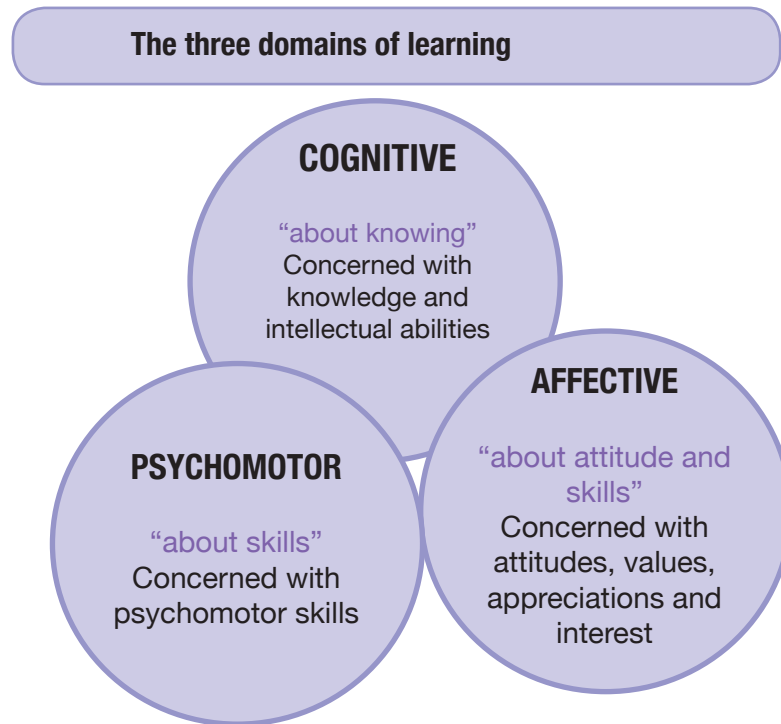 The three domains of learning
COGNITIVE
“about knowing”
Concerned with
knowledge and
intellectual abilities
AFFECTIVE
“about attitude and
skills”
Concerned with
attitudes, values,
appreciations and
interest
PSYCHOMOTOR
“about skills”
Concerned with
psychomotor skills